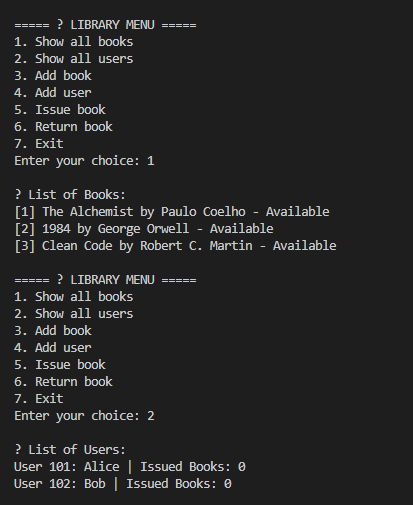 ===== ? LIBRARY MENU =====
1. Show all books
2. Show all users
3. Add book
4. Add user
5. Issue book
6. Return book
7. Exit
Enter your choice: 1
? List of Books:
[1] The Alchemist by Paulo Coelho - Available
[2] 1984 by George Orwell - Available
[3] Clean Code by Robert C. Martin - Available
===== ? LIBRARY MENU =====
1. Show all books
2. Show all users
3. Add book
4. Add user
5. Issue book
6. Return book
7. Exit
Enter your choice: 2
? List of Users:
User 101: Alice | Issued Books: 0
User 102: Bob | Issued Books: 0